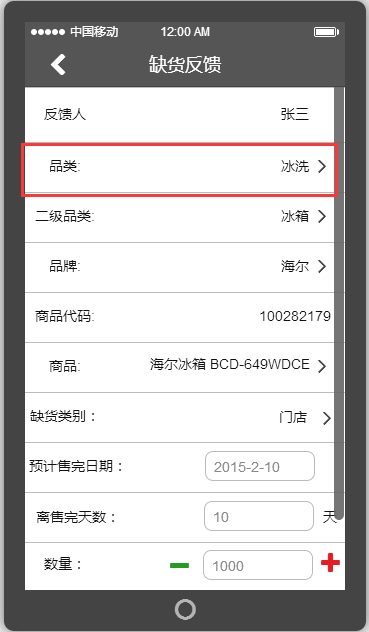 中国移动 12:00 AM
缺货反馈
反馈人 张三
品类: 冰洗
二级品类: 冰箱
品牌: 海尔
商品代码: 100282179
商品: 海尔冰箱 BCD-649WDCE
缺货类别： 门店
预计售完日期： 2015-2-10
离售完天数： 10 天
数量： 1000